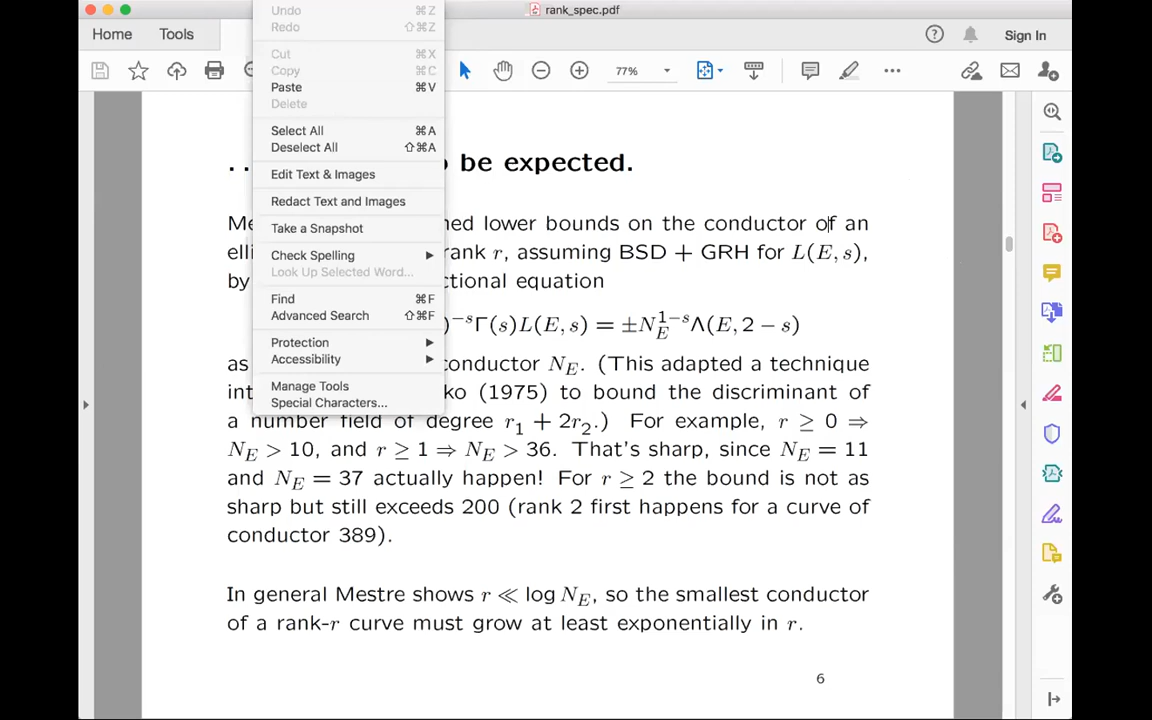 rank_spec.pdf
Home Tools Sign In
77%
Undo ⌘Z
Redo ⇧⌘Z
Cut ⌘X
Copy ⌘C
Paste ⌘V
Delete
Select All ⌘A
Deselect All ⇧⌘A
Edit Text & Images
Redact Text and Images
Take a Snapshot
Check Spelling
Look Up Selected Word...
Find ⌘F
Advanced Search ⇧⌘F
Protection
Accessibility
Manage Tools
Special Characters...
. . be expected.
lower bounds on the conductor of an
rank r, assuming BSD + GRH for L(E, s),
by equation
)^{-s}Γ(s)L(E, s) = ±N_E^{1−s}Λ(E, 2 − s)
as conductor N_E. (This adapted a technique
(1975) to bound the discriminant of
a number field of degree r_1 + 2r_2.) For example, r ≥ 0 ⇒
N_E > 10, and r ≥ 1 ⇒ N_E > 36. That's sharp, since N_E = 11
and N_E = 37 actually happen! For r ≥ 2 the bound is not as
sharp but still exceeds 200 (rank 2 first happens for a curve of
conductor 389).
In general Mestre shows r ≪ log N_E, so the smallest conductor
of a rank-r curve must grow at least exponentially in r.
6